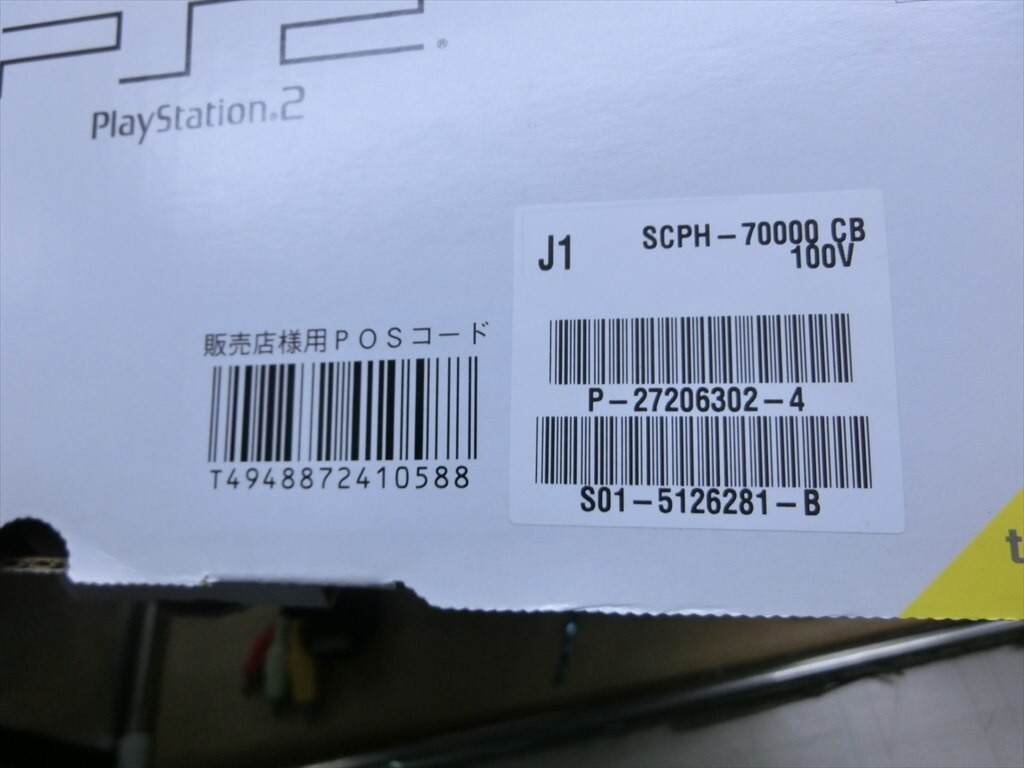 PlayStation®2
J1
SCPH-70000 CB
100V
販売店様用POSコード
T4948872410588
P-27206302-4
S01-5126281-B